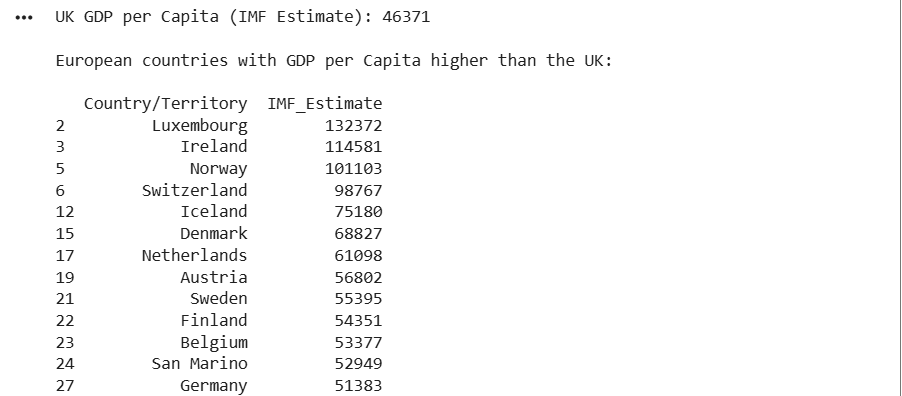 UK GDP per Capita (IMF Estimate): 46371
European countries with GDP per Capita higher than the UK:
Country/Territory IMF_Estimate
2 Luxembourg 132372
3 Ireland 114581
5 Norway 101103
6 Switzerland 98767
12 Iceland 75180
15 Denmark 68827
17 Netherlands 61098
19 Austria 56802
21 Sweden 55395
22 Finland 54351
23 Belgium 53377
24 San Marino 52949
27 Germany 51383